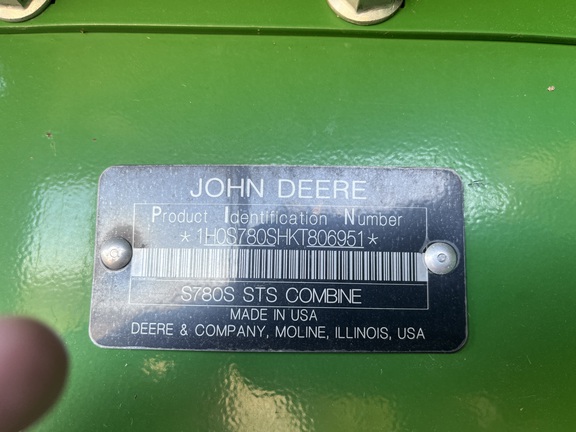 JOHN DEERE
Product Identification Number
*1H0S780SHKT806951*
S780S STS COMBINE
MADE IN USA
DEERE & COMPANY, MOLINE, ILLINOIS, USA